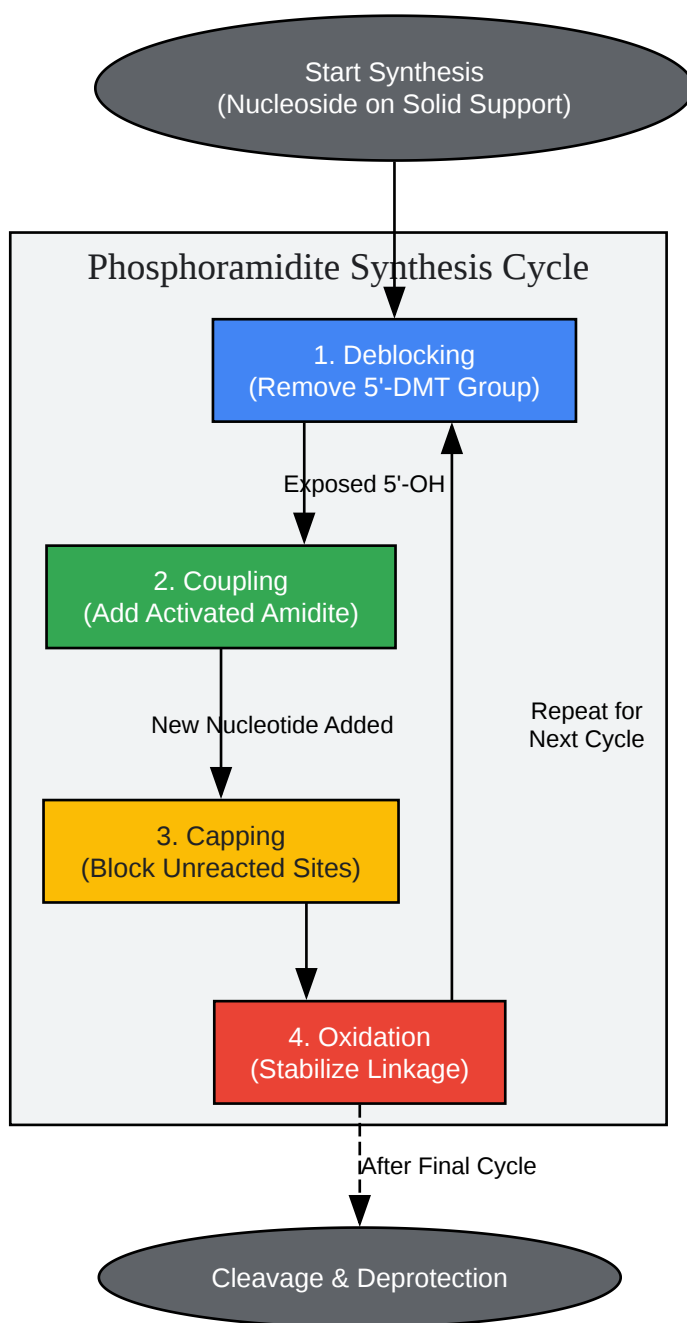 Start Synthesis
(Nucleoside on Solid Support)
Phosphoramidite Synthesis Cycle
1. Deblocking
(Remove 5'-DMT Group)
Exposed 5'-OH
2. Coupling
(Add Activated Amidite)
New Nucleotide Added
Repeat for
Next Cycle
3. Capping
(Block Unreacted Sites)
4. Oxidation
(Stabilize Linkage)
After Final Cycle
Cleavage & Deprotection